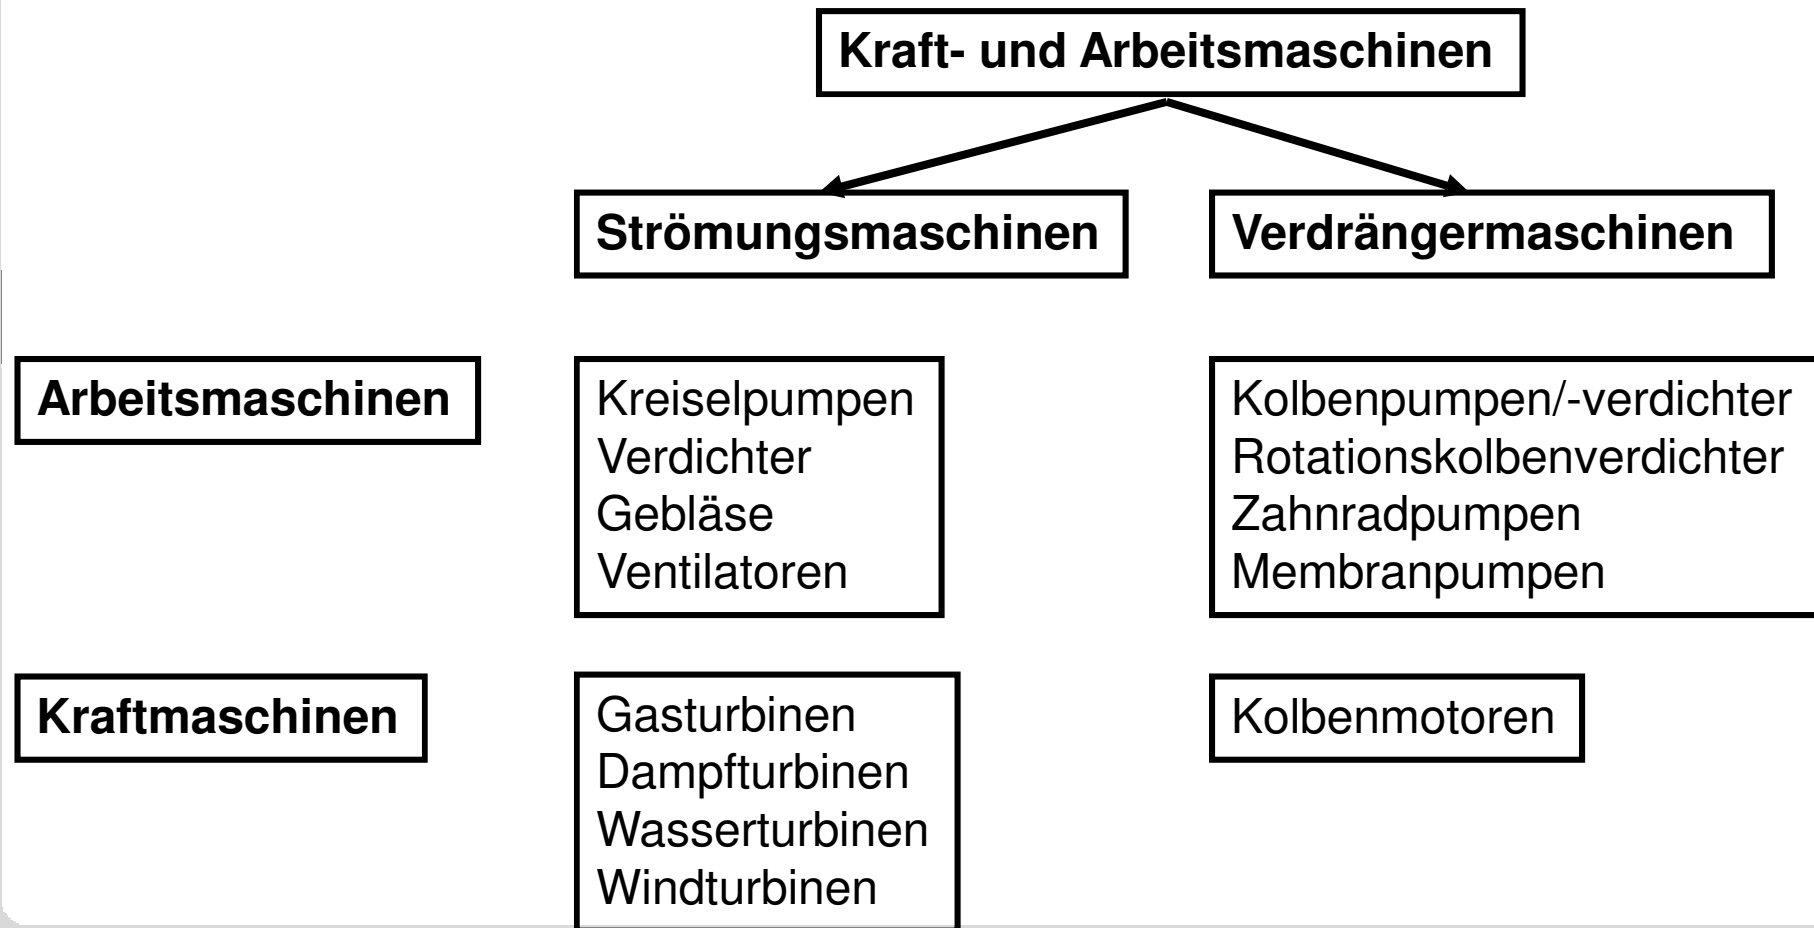 Kraft- und Arbeitsmaschinen
Strömungsmaschinen
Verdrängermaschinen
Arbeitsmaschinen
Kreiselpumpen
Verdichter
Gebläse
Ventilatoren
Kolbenpumpen/-verdichter
Rotationskolbenverdichter
Zahnradpumpen
Membranpumpen
Kraftmaschinen
Gasturbinen
Dampfturbinen
Wasserturbinen
Windturbinen
Kolbenmotoren